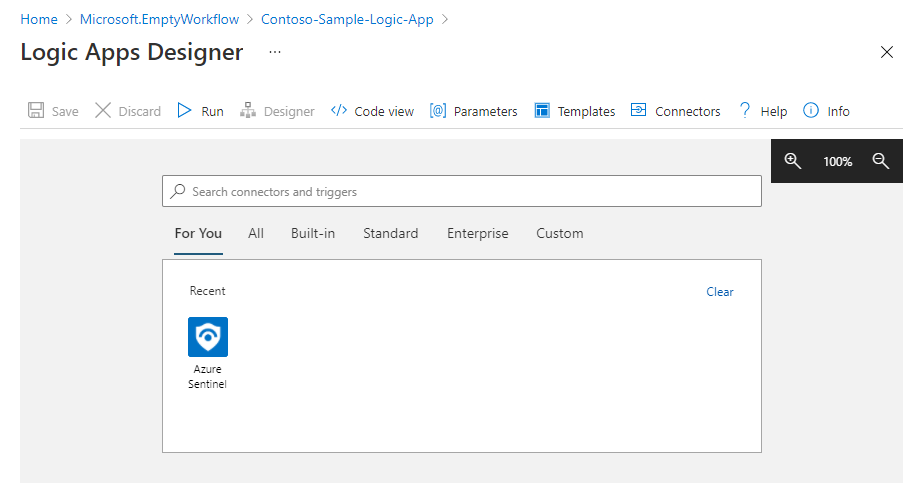 Home > Microsoft.EmptyWorkflow > Contoso-Sample-Logic-App >
Logic Apps Designer ...
Save Discard Run Designer Code view Parameters Templates Connectors Help Info
100%
Search connectors and triggers
For You All Built-in Standard Enterprise Custom
Recent Clear
Azure
Sentinel